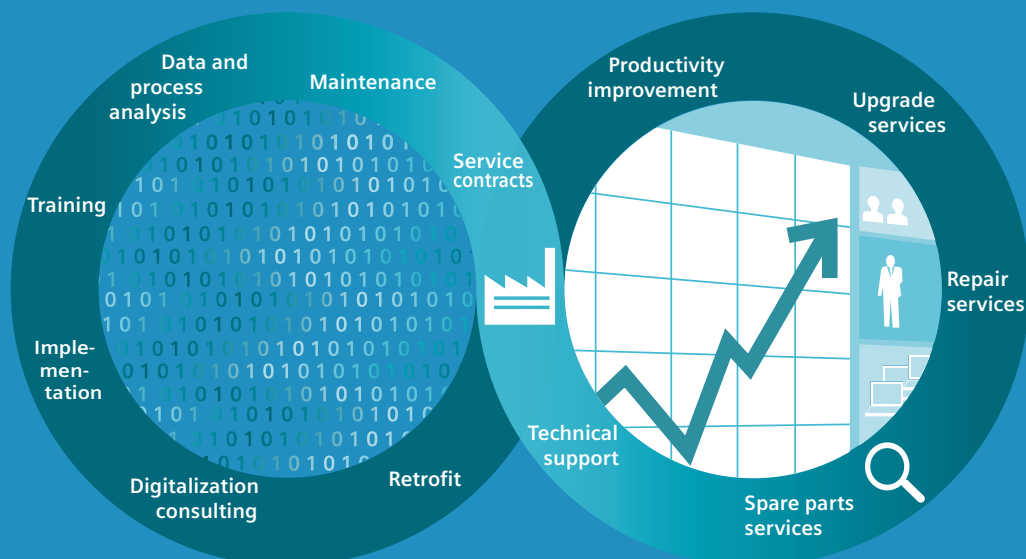 Data and
process
analysis
Maintenance
Service
contracts
Training
Imple-
men-
tation
Digitalization
consulting
Retrofit
Productivity
improvement
Upgrade
services
Repair
services
Technical
support
Spare parts
services